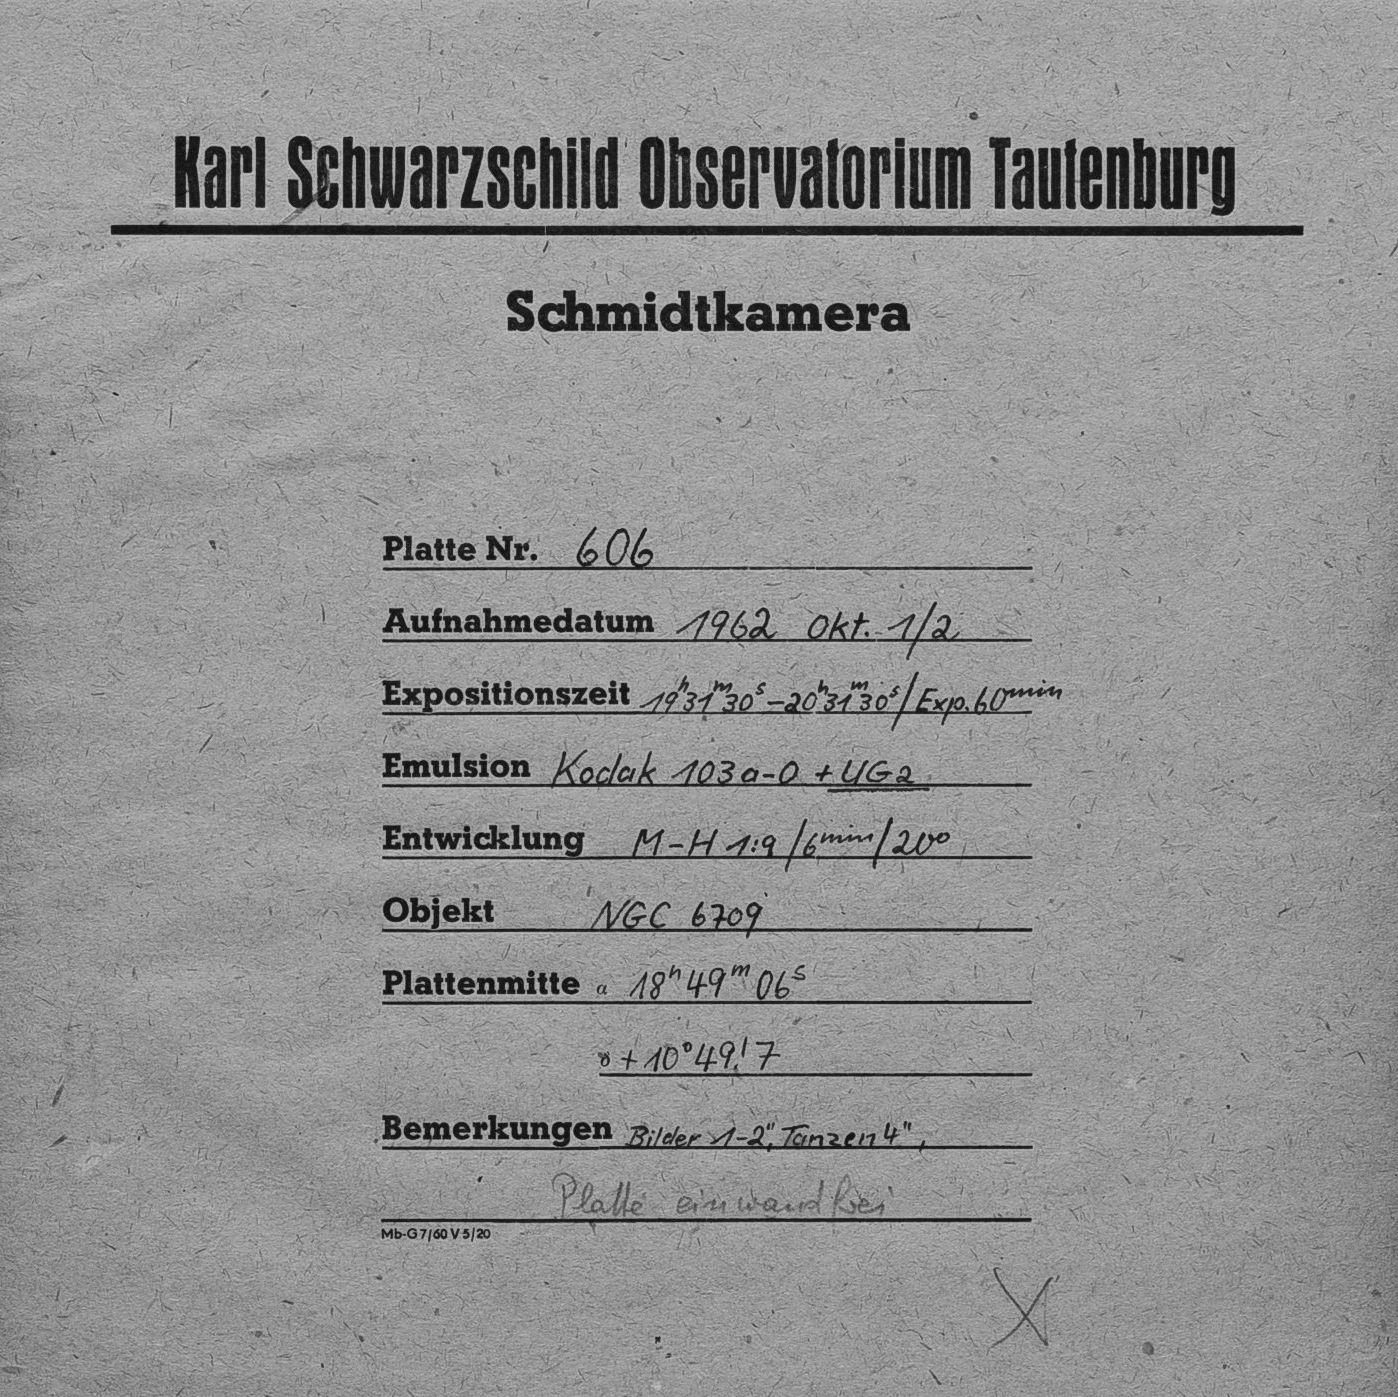 Karl Schwarzschild Observatorium Tautenburg
Schmidtkamera
Platte Nr. 606
Aufnahmedatum 1962 Okt. 1/2
Expositionszeit 19ʰ31ᵐ30ˢ–20ʰ31ᵐ30ˢ/Exp. 60ᵐⁱⁿ
Emulsion Kodak 103a-O + UG2
Entwicklung M-H 1:9 /6ᵐⁱⁿ/20°
Objekt NGC 6709
Plattenmitte α 18ʰ49ᵐ06ˢ
δ +10°49.'7
Bemerkungen Bilder 1-2", Tanzen 4",
Platte einwandfrei
Mb-G 7/60 V 5/20
X